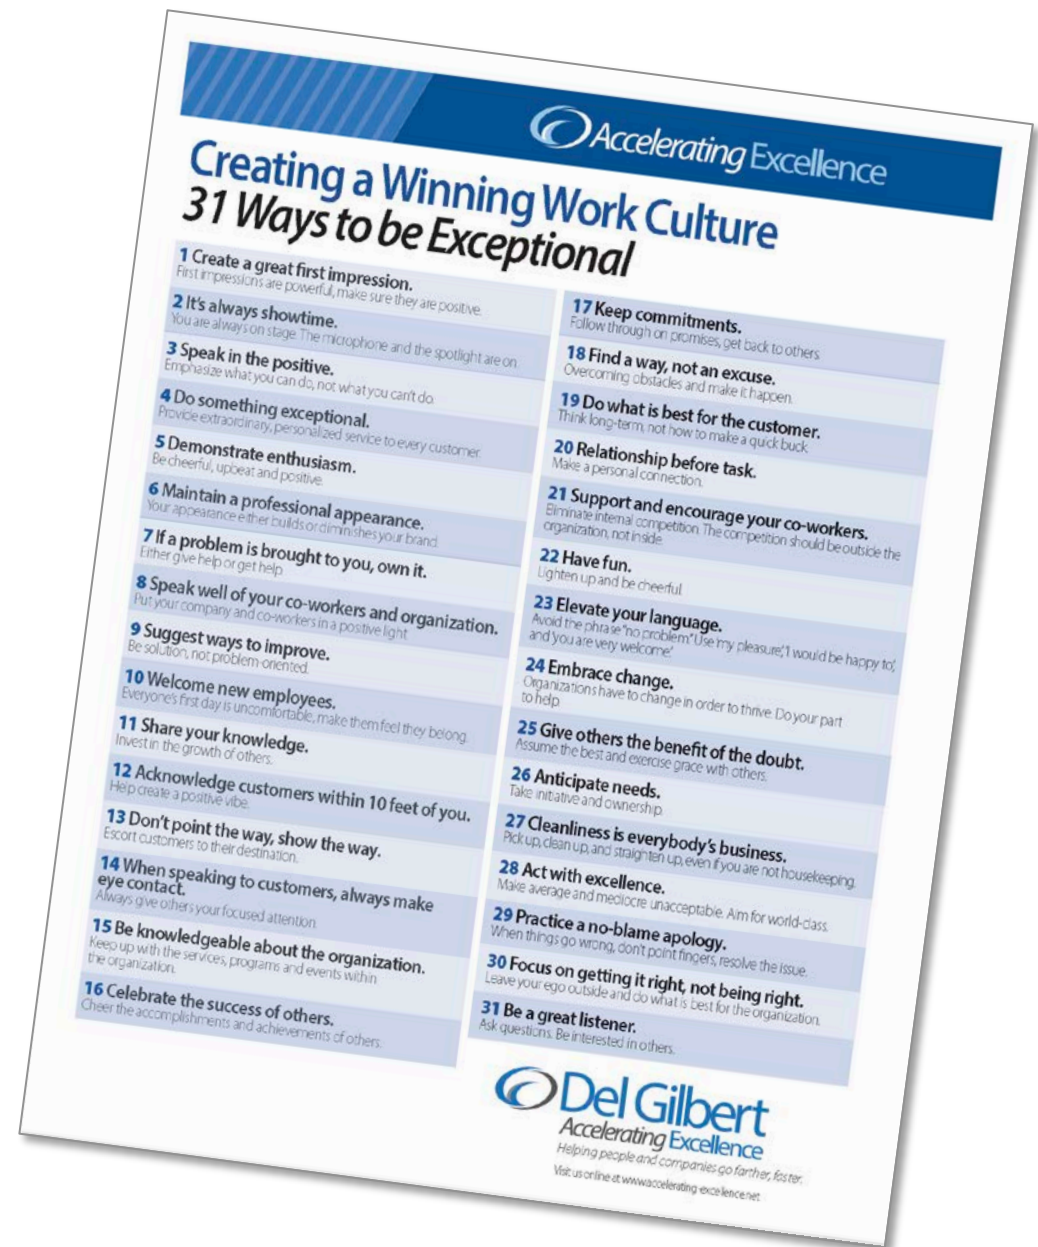 Accelerating Excellence
Creating a Winning Work Culture
31 Ways to be Exceptional
1 Create a great first impression.
First impressions are powerful, make sure they are positive.
2 It's always showtime.
You are always on stage. The microphone and the spotlight are on.
3 Speak in the positive.
Emphasize what you can do, not what you can't do.
4 Do something exceptional.
Provide extraordinary, personalized service to every customer.
5 Demonstrate enthusiasm.
Be cheerful, upbeat and positive.
6 Maintain a professional appearance.
Your appearance either builds or diminishes your brand.
7 If a problem is brought to you, own it.
Either give help or get help.
8 Speak well of your co-workers and organization.
Put your company and co-workers in a positive light.
9 Suggest ways to improve.
Be solution, not problem-oriented.
10 Welcome new employees.
Everyone's first day is uncomfortable, make them feel they belong.
11 Share your knowledge.
Invest in the growth of others.
12 Acknowledge customers within 10 feet of you.
Help create a positive vibe.
13 Don't point the way, show the way.
Escort customers to their destination.
14 When speaking to customers, always make
eye contact.
Always give others your focused attention.
15 Be knowledgeable about the organization.
Keep up with the services, programs and events within
the organization.
16 Celebrate the success of others.
Cheer the accomplishments and achievements of others.
17 Keep commitments.
Follow through on promises, get back to others.
18 Find a way, not an excuse.
Overcoming obstacles and make it happen.
19 Do what is best for the customer.
Think long-term, not how to make a quick buck.
20 Relationship before task.
Make a personal connection.
21 Support and encourage your co-workers.
Eliminate internal competition. The competition should be outside the
organization, not inside.
22 Have fun.
Lighten up and be cheerful.
23 Elevate your language.
Avoid the phrase "no problem." Use 'my pleasure,' 'I would be happy to,'
and 'you are very welcome.'
24 Embrace change.
Organizations have to change in order to thrive. Do your part
to help.
25 Give others the benefit of the doubt.
Assume the best and exercise grace with others.
26 Anticipate needs.
Take initiative and ownership.
27 Cleanliness is everybody's business.
Pick up, clean up, and straighten up, even if you are not housekeeping.
28 Act with excellence.
Make average and mediocre unacceptable. Aim for world-class.
29 Practice a no-blame apology.
When things go wrong, don't point fingers, resolve the issue.
30 Focus on getting it right, not being right.
Leave your ego outside and do what is best for the organization.
31 Be a great listener.
Ask questions. Be interested in others.
Del Gilbert
Accelerating Excellence
Helping people and companies go farther, faster.
Visit us online at www.accelerating-excellence.net